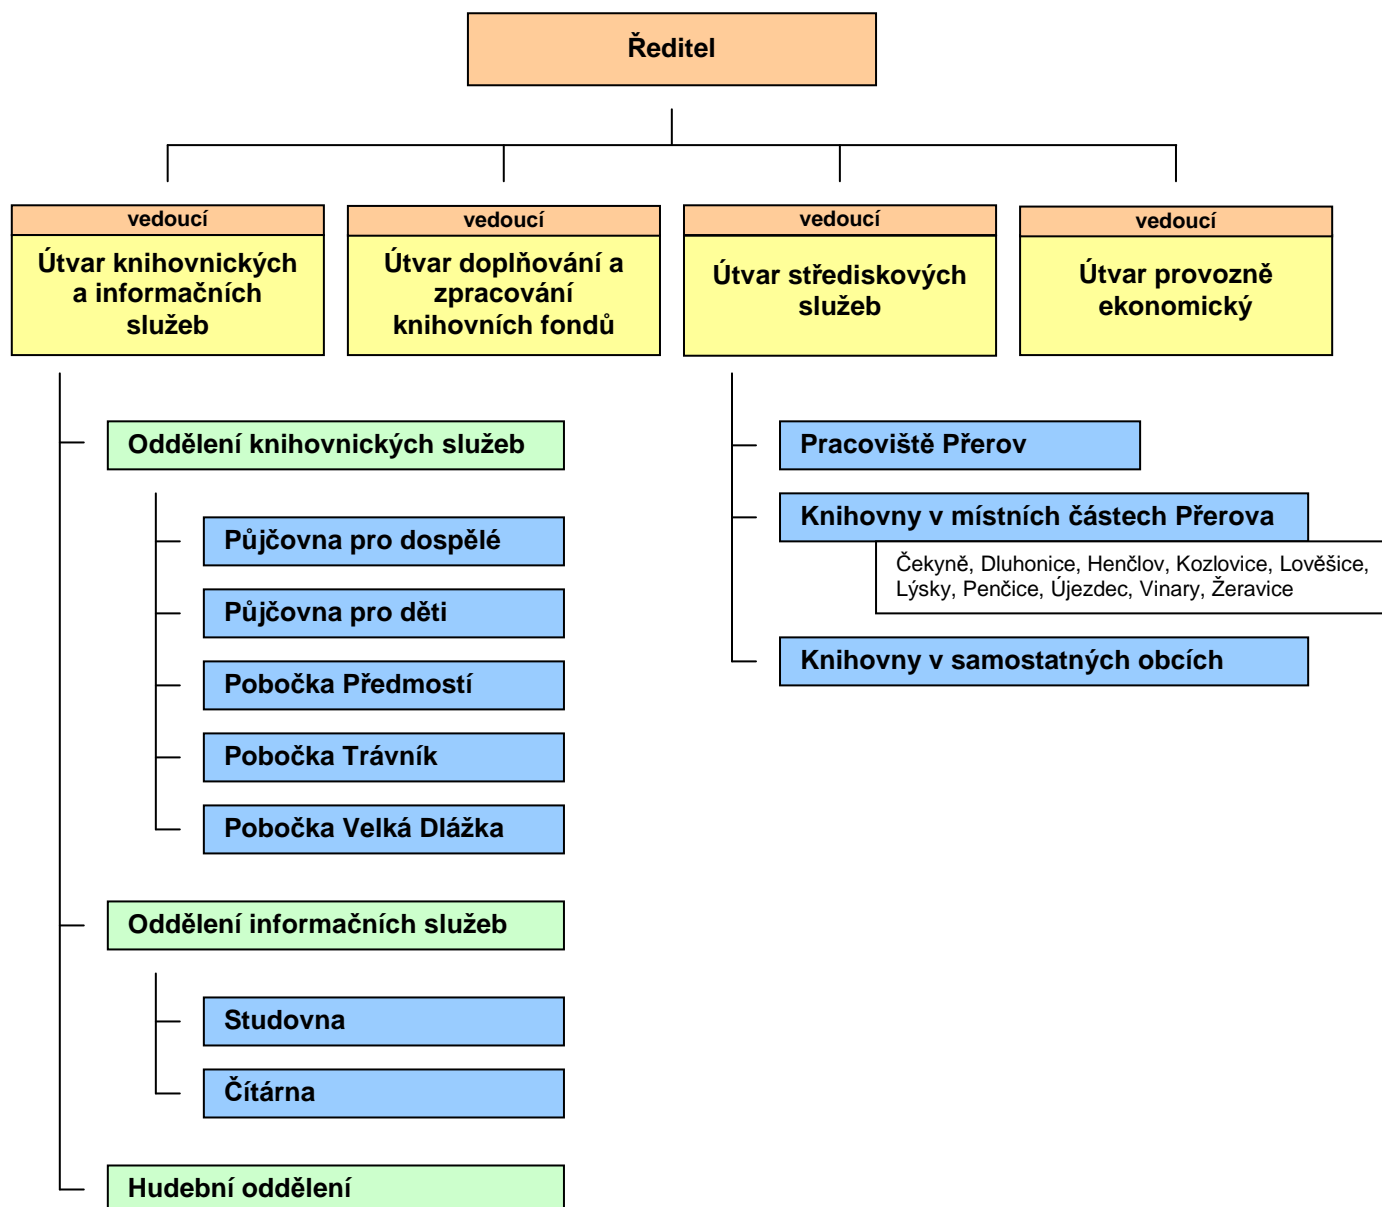 Ředitel
vedoucí
Útvar knihovnických
a informačních
služeb
vedoucí
Útvar doplňování a
zpracování
knihovních fondů
vedoucí
Útvar střediskových
služeb
vedoucí
Útvar provozně
ekonomický
Oddělení knihovnických služeb
Půjčovna pro dospělé
Půjčovna pro děti
Pobočka Předmostí
Pobočka Trávník
Pobočka Velká Dlážka
Oddělení informačních služeb
Studovna
Čítárna
Hudební oddělení
Pracoviště Přerov
Knihovny v místních částech Přerova
Čekyně, Dluhonice, Henčlov, Kozlovice, Lověšice,
Lýsky, Penčice, Újezdec, Vinary, Žeravice
Knihovny v samostatných obcích